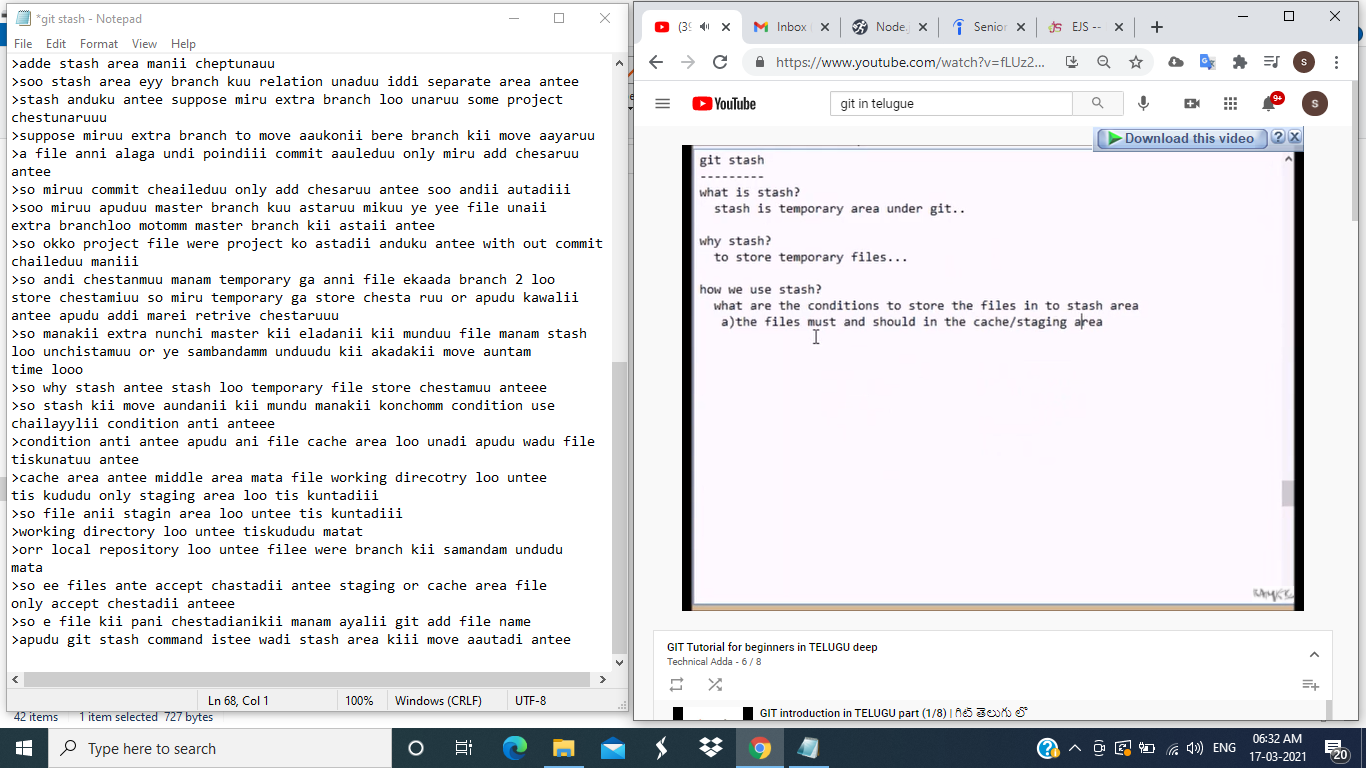 *git stash - Notepad
File Edit Format View Help
>adde stash area manii cheptunauu
>soo stash area eyy branch kuu relation unaduu iddi separate area antee
>stash anduku antee suppose miru extra branch loo unaruu some project
chestunaruuu
>suppose miruu extra branch to move aaukonii bere branch kii move aayaruu
>a file anni alaga undi poindiii commit aauleduu only miru add chesaruu
antee
>so miruu commit cheaileduu only add chesaruu antee soo andii autadiii
>soo miruu apuduu master branch kuu astaruu mikuu ye yee file unaii
extra branchloo motomm master branch kii astaii antee
>so okko project file were project ko astadii anduku antee with out commit
chaileduu maniii
>so andi chestanmuu manam temporary ga anni file ekaada branch 2 loo
store chestamiuu so miru temporary ga store chesta ruu or apudu kawalii
antee apudu addi marei retrive chestaruuu
>so manakii extra nunchi master kii eladanii kii munduu file manam stash
loo unchistamuu or ye sambandamm unduudu kii akadakii move auntam
time looo
>so why stash antee stash loo temporary file store chestamuu anteee
>so stash kii move aundanii kii mundu manakii konchomm condition use
chailayylii condition anti anteee
>condition anti antee apudu ani file cache area loo unadi apudu wadu file
tiskunatuu antee
>cache area antee middle area mata file working direcotry loo untee
tis kududu only staging area loo tis kuntadiii
>so file anii stagin area loo untee tis kuntadiii
>working directory loo untee tiskududu matat
>orr local repository loo untee filee were branch kii samandam undudu
mata
>so ee files ante accept chastadii antee staging or cache area file
only accept chestadii anteee
>so e file kii pani chestadianikii manam ayalii git add file name
>apudu git stash command istee wadi stash area kiii move aautadi antee
Ln 68, Col 1 100% Windows (CRLF) UTF-8
42 items 1 item selected 727 bytes
(39 Inbox Node. Senior EJS --
https://www.youtube.com/watch?v=fLUz2...
S
YouTube
git in telugue
9+
S
Download this video
git stash
---------
what is stash?
stash is temporary area under git..
why stash?
to store temporary files...
how we use stash?
what are the conditions to store the files in to stash area
a)the files must and should in the cache/staging area
GIT Tutorial for beginners in TELUGU deep
Technical Adda - 6 / 8
GIT introduction in TELUGU part (1/8) | గిట్ తెలుగు లో
Type here to search
ENG
06:32 AM
17-03-2021
20